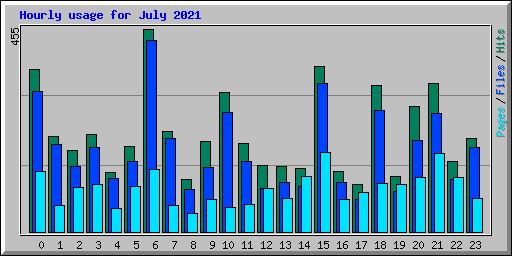 Hourly usage for July 2021
455
Pages/Files/Hits
0 1 2 3 4 5 6 7 8 9 10 11 12 13 14 15 16 17 18 19 20 21 22 23